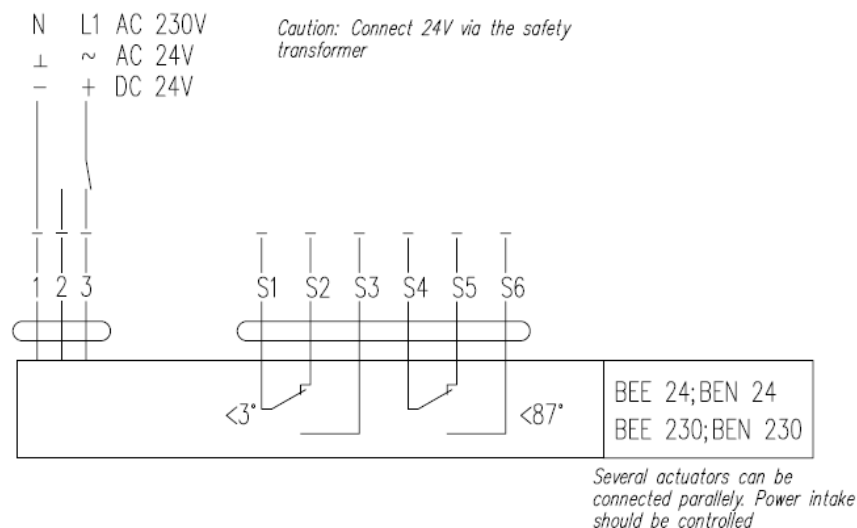 N L1 AC 230V
⊥ ~ AC 24V
− + DC 24V
Caution: Connect 24V via the safety
transformer
1 2 3 S1 S2 S3 S4 S5 S6
<3° <87°
BEE 24;BEN 24
BEE 230;BEN 230
Several actuators can be
connected parallely. Power intake
should be controlled